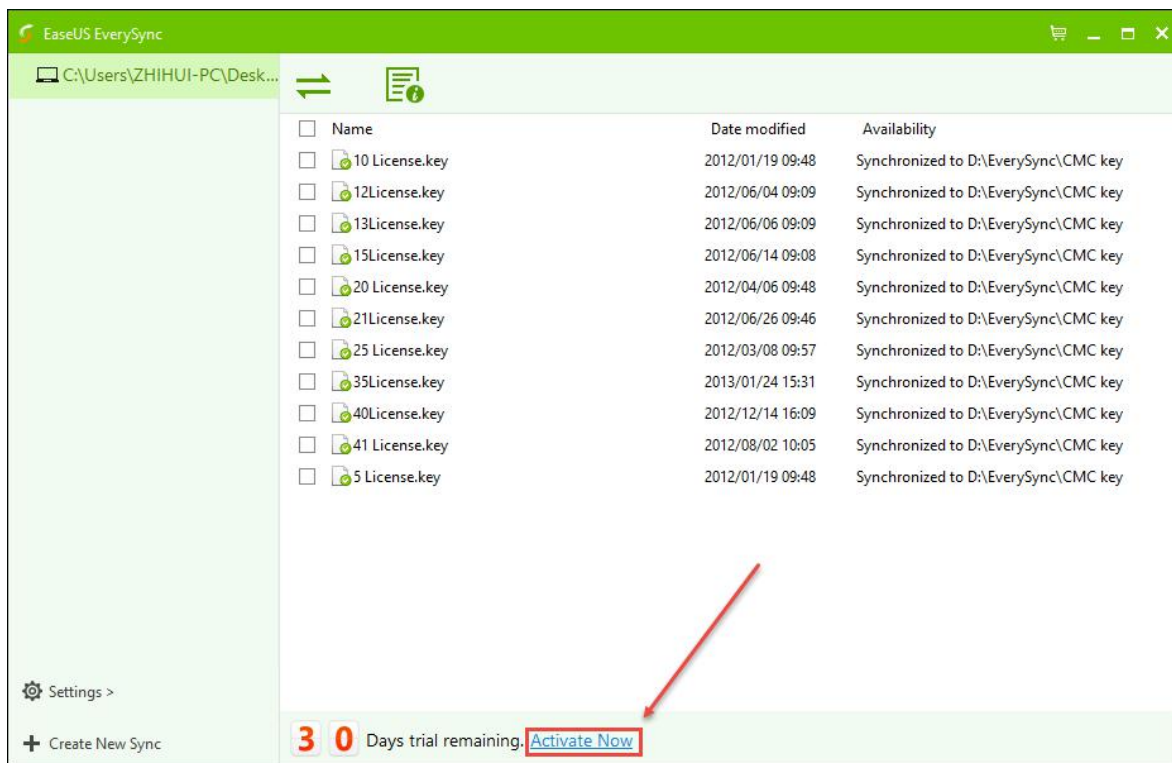 EaseUS EverySync
C:\Users\ZHIHUI-PC\Desk...
Name Date modified Availability
10 License.key 2012/01/19 09:48 Synchronized to D:\EverySync\CMC key
12License.key 2012/06/04 09:09 Synchronized to D:\EverySync\CMC key
13License.key 2012/06/06 09:09 Synchronized to D:\EverySync\CMC key
15License.key 2012/06/14 09:08 Synchronized to D:\EverySync\CMC key
20 License.key 2012/04/06 09:48 Synchronized to D:\EverySync\CMC key
21License.key 2012/06/26 09:46 Synchronized to D:\EverySync\CMC key
25 License.key 2012/03/08 09:57 Synchronized to D:\EverySync\CMC key
35License.key 2013/01/24 15:31 Synchronized to D:\EverySync\CMC key
40License.key 2012/12/14 16:09 Synchronized to D:\EverySync\CMC key
41 License.key 2012/08/02 10:05 Synchronized to D:\EverySync\CMC key
5 License.key 2012/01/19 09:48 Synchronized to D:\EverySync\CMC key
Settings >
Create New Sync
30 Days trial remaining. Activate Now